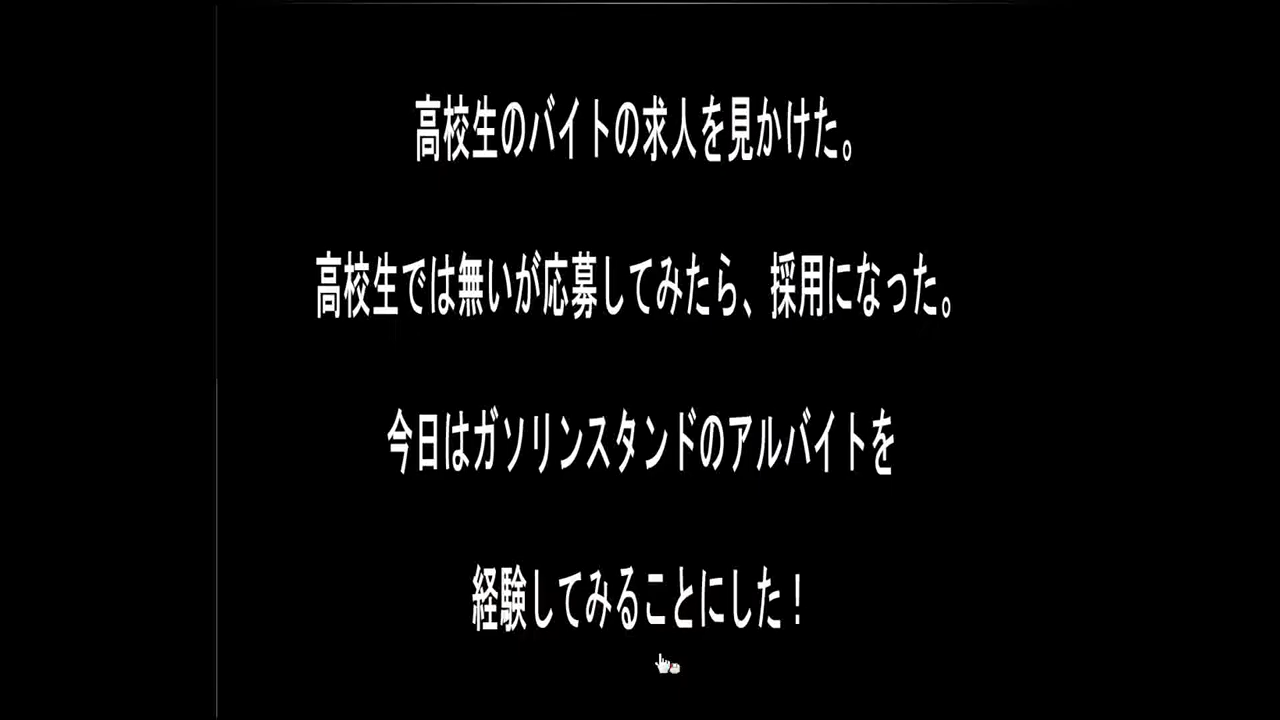 高校生のバイトの求人を見かけた。
高校生では無いが応募してみたら、採用になった。
今日はガソリンスタンドのアルバイトを
経験してみることにした！